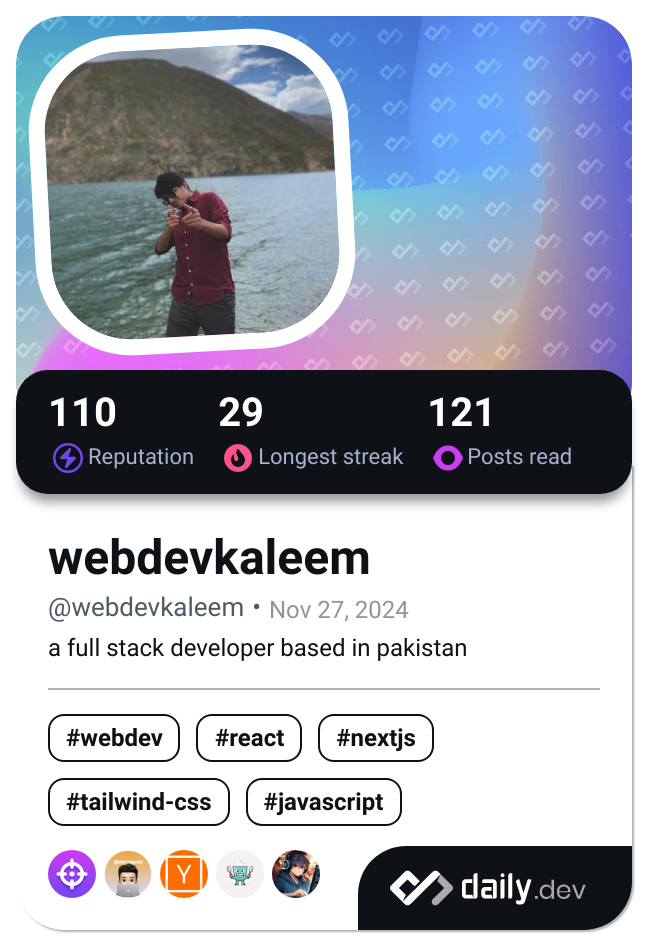 110 29 121
Reputation Longest streak Posts read
webdevkaleem
@webdevkaleem • Nov 27, 2024
a full stack developer based in pakistan
#webdev #react #nextjs
#tailwind-css #javascript
Y
daily.dev